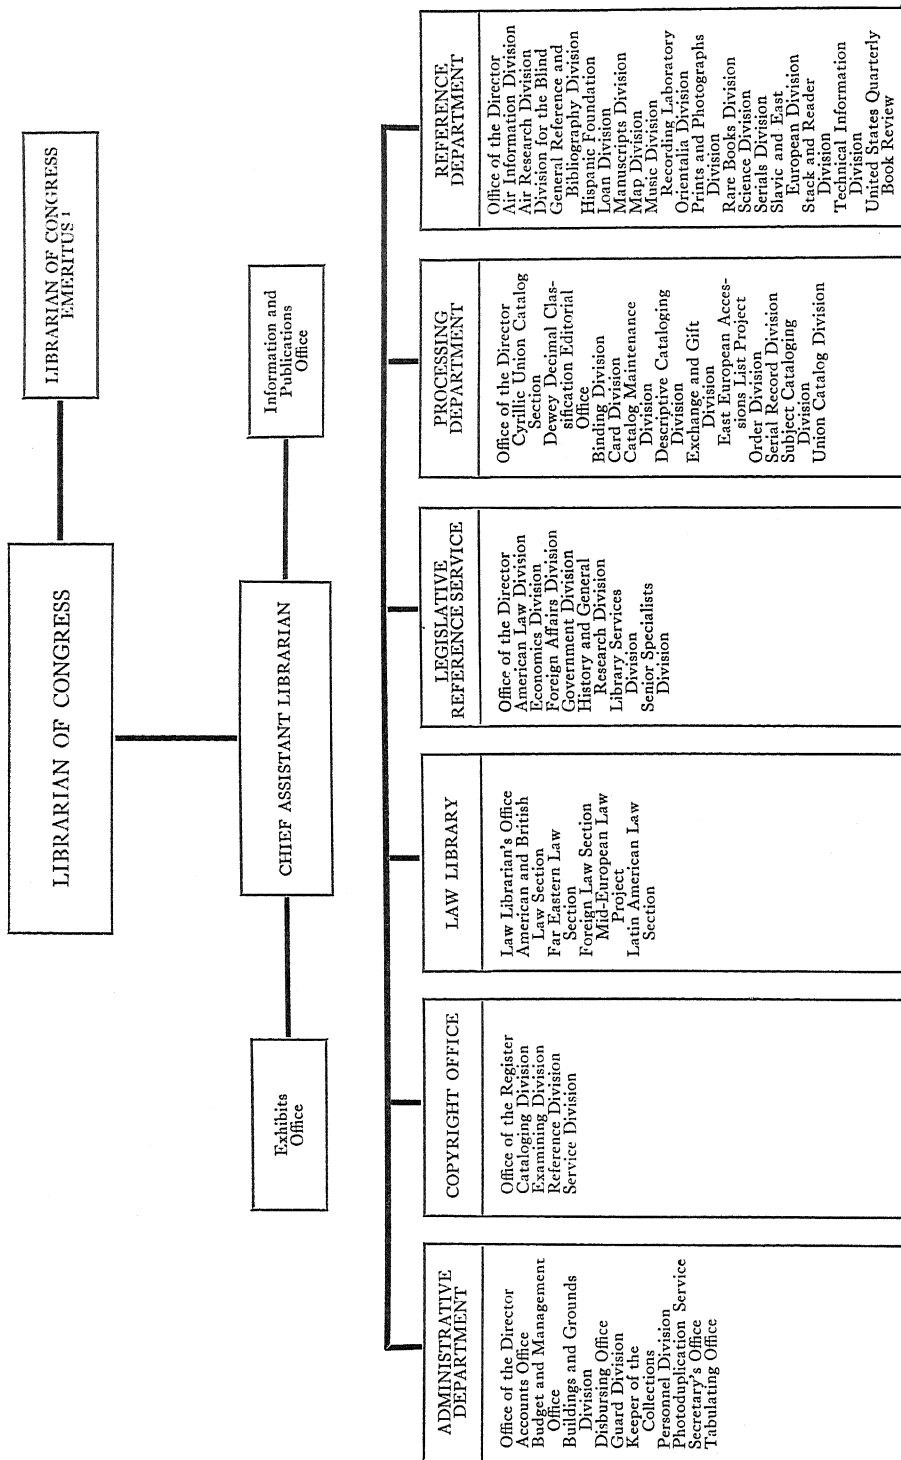 LIBRARIAN OF CONGRESS
LIBRARIAN OF CONGRESS
EMERITUS 1
CHIEF ASSISTANT LIBRARIAN
Exhibits
Office
Information and
Publications
Office
ADMINISTRATIVE
DEPARTMENT
Office of the Director
Accounts Office
Budget and Management
Office
Buildings and Grounds
Division
Disbursing Office
Guard Division
Keeper of the
Collections
Personnel Division
Photoduplication Service
Secretary's Office
Tabulating Office
COPYRIGHT OFFICE
Office of the Register
Cataloging Division
Examining Division
Reference Division
Service Division
LAW LIBRARY
Law Librarian's Office
American and British
Law Section
Far Eastern Law
Section
Foreign Law Section
Mid-European Law
Project
Latin American Law
Section
LEGISLATIVE
REFERENCE SERVICE
Office of the Director
American Law Division
Economics Division
Foreign Affairs Division
Government Division
History and General
Research Division
Library Services
Division
Senior Specialists
Division
PROCESSING
DEPARTMENT
Office of the Director
Cyrillic Union Catalog
Section
Dewey Decimal Clas-
sification Editorial
Office
Binding Division
Card Division
Catalog Maintenance
Division
Descriptive Cataloging
Division
Exchange and Gift
Division
East European Acces-
sions List Project
Order Division
Serial Record Division
Subject Cataloging
Division
Union Catalog Division
REFERENCE
DEPARTMENT
Office of the Director
Air Information Division
Air Research Division
Division for the Blind
General Reference and
Bibliography Division
Hispanic Foundation
Loan Division
Manuscripts Division
Map Division
Music Division
Recording Laboratory
Orientalia Division
Prints and Photographs
Division
Rare Books Division
Science Division
Serials Division
Slavic and East
European Division
Stack and Reader
Division
Technical Information
Division
United States Quarterly
Book Review